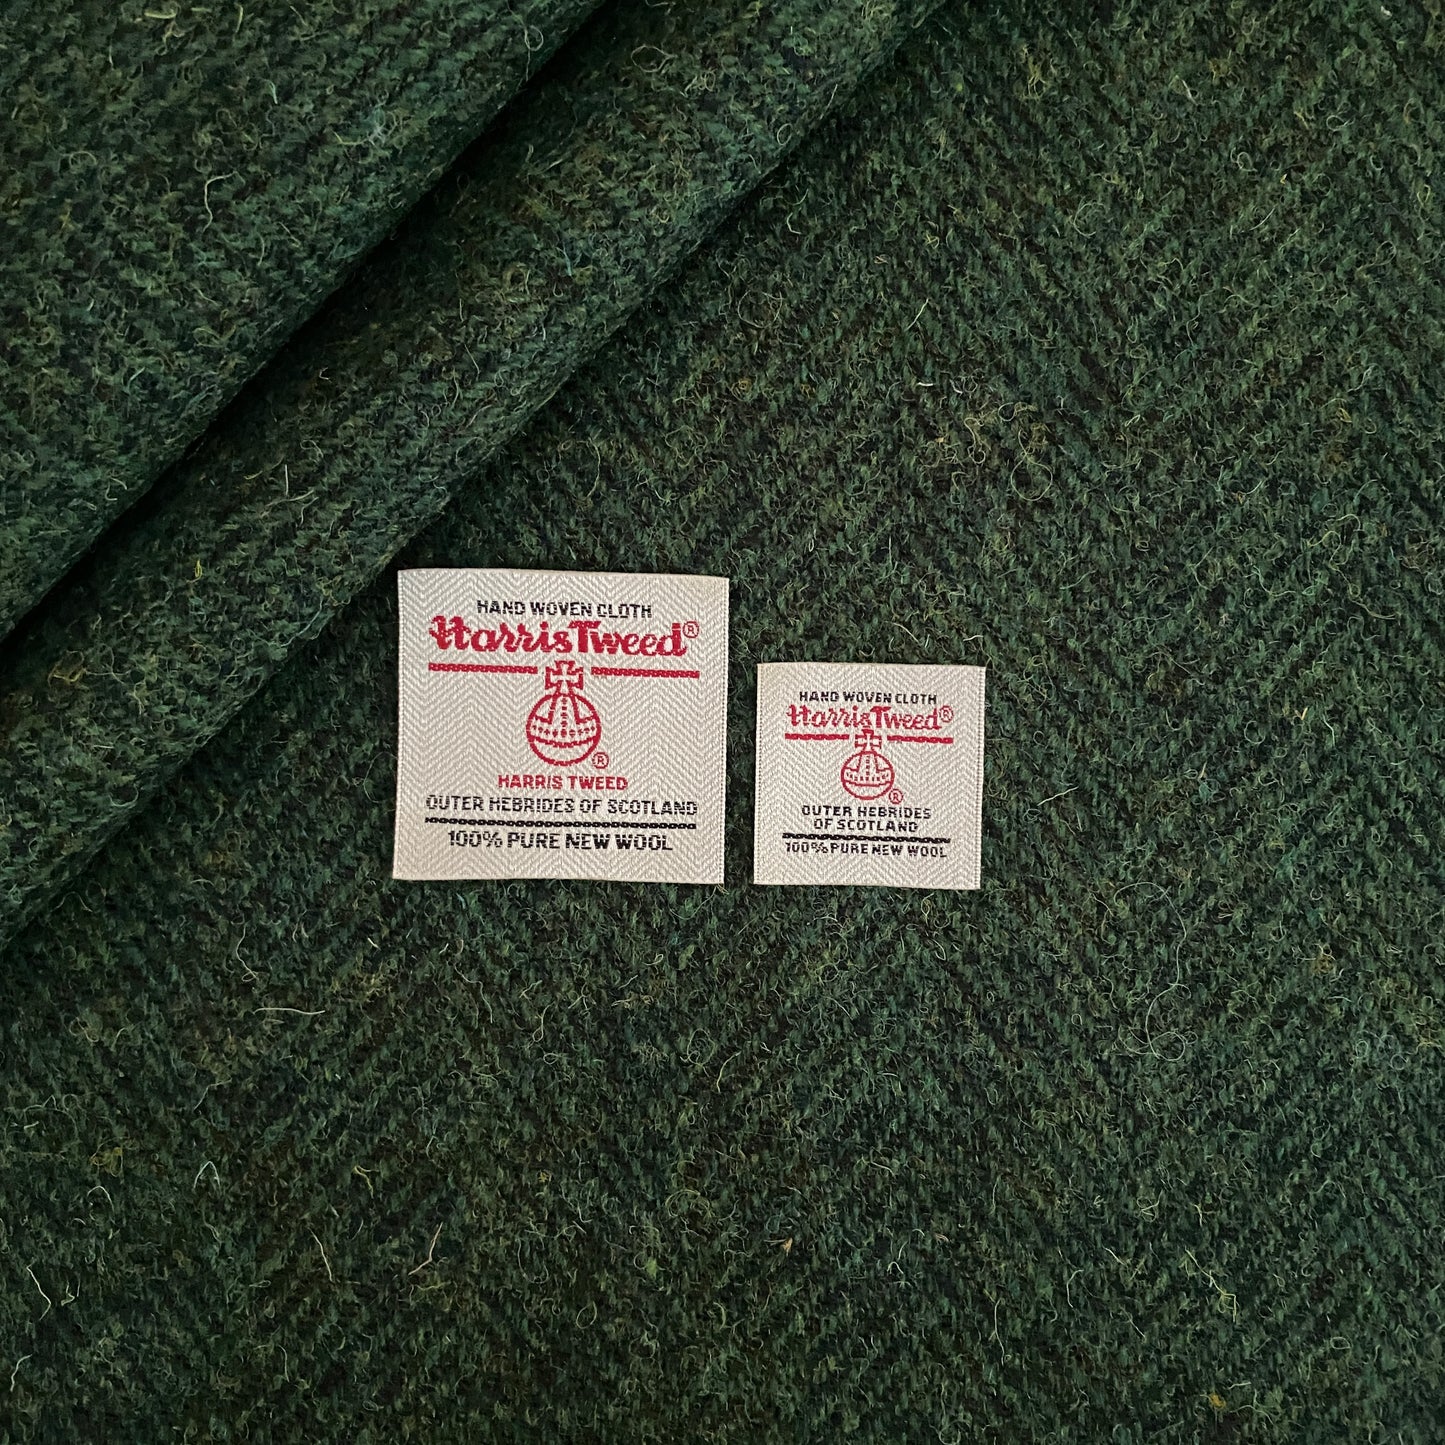 HAND WOVEN CLOTH
Harris Tweed®
®
HARRIS TWEED
OUTER HEBRIDES OF SCOTLAND
100% PURE NEW WOOL
HAND WOVEN CLOTH
Harris Tweed®
®
OUTER HEBRIDES
OF SCOTLAND
100% PURE NEW WOOL